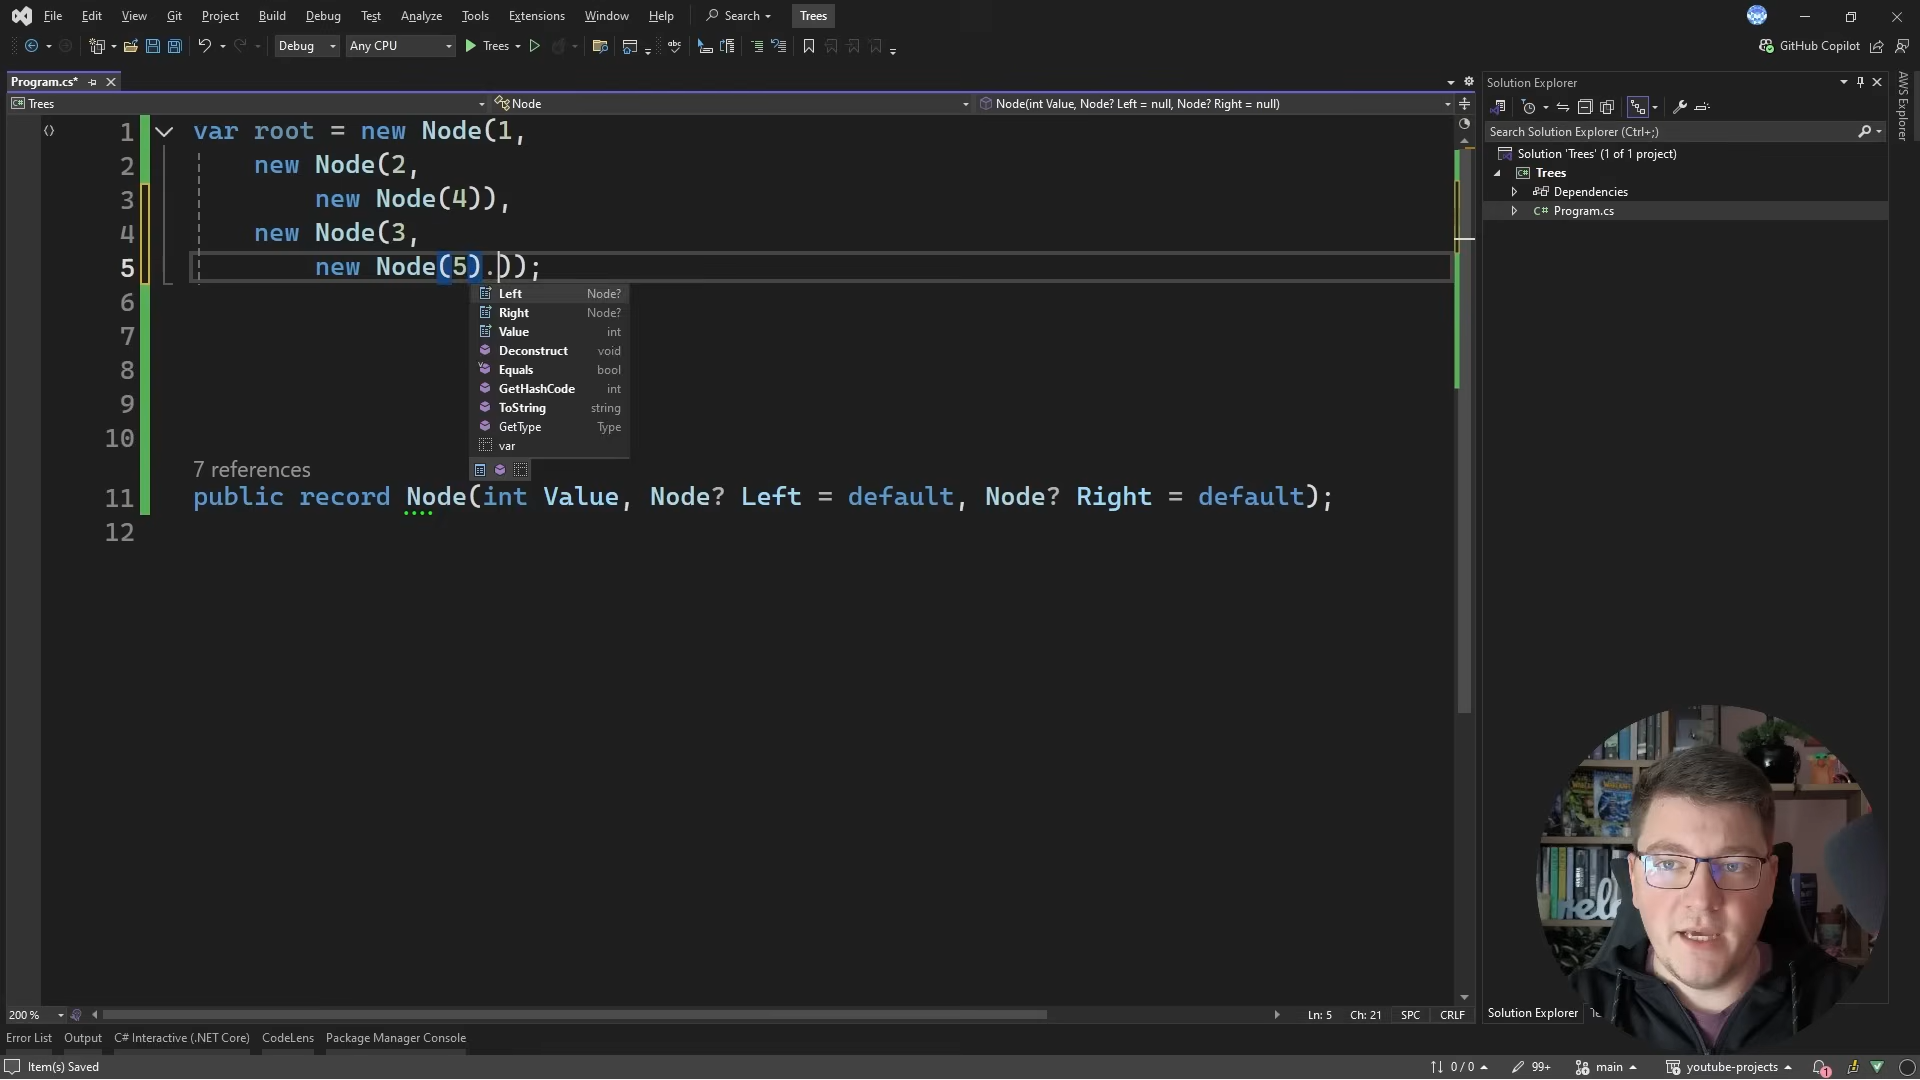 File Edit View Git Project Build Debug Test Analyze Tools Extensions Window Help Search Trees
Debug Any CPU Trees GitHub Copilot
Program.cs*
Trees Node Node(int Value, Node? Left = null, Node? Right = null)
1 var root = new Node(1,
2 new Node(2,
3 new Node(4)),
4 new Node(3,
5 new Node(5).));
Left Node?
Right Node?
Value int
Deconstruct void
Equals bool
GetHashCode int
ToString string
GetType Type
var
6
7
8
9
10
7 references
11 public record Node(int Value, Node? Left = default, Node? Right = default);
12
200 % Ln: 5 Ch: 21 SPC CRLF
Error List Output C# Interactive (.NET Core) CodeLens Package Manager Console
Item(s) Saved 0 / 0 99+ main youtube-projects 1
Solution Explorer
Search Solution Explorer (Ctrl+;)
Solution 'Trees' (1 of 1 project)
C# Trees
Dependencies
C# Program.cs
Solution Explorer
AWS Explorer